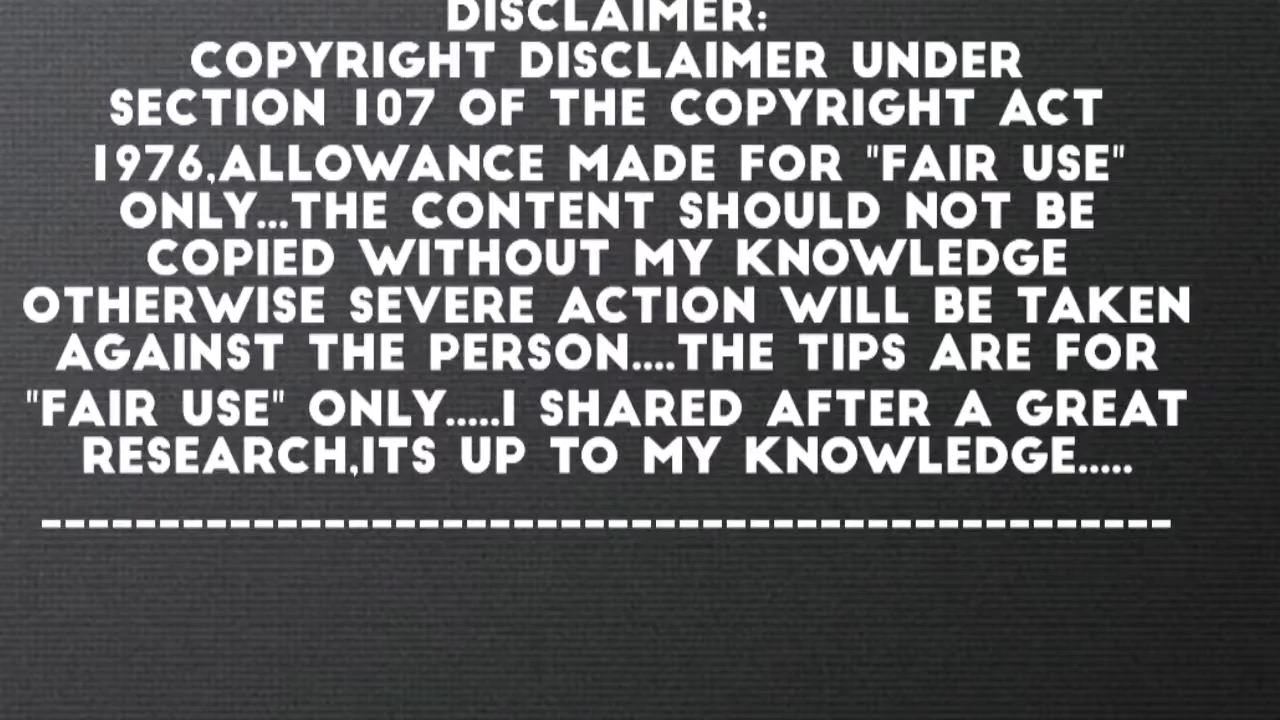 DISCLAIMER:
COPYRIGHT DISCLAIMER UNDER
SECTION 107 OF THE COPYRIGHT ACT
1976,ALLOWANCE MADE FOR "FAIR USE"
ONLY...THE CONTENT SHOULD NOT BE
COPIED WITHOUT MY KNOWLEDGE
OTHERWISE SEVERE ACTION WILL BE TAKEN
AGAINST THE PERSON....THE TIPS ARE FOR
"FAIR USE" ONLY.....I SHARED AFTER A GREAT
RESEARCH,ITS UP TO MY KNOWLEDGE.....
------------------------------------------------